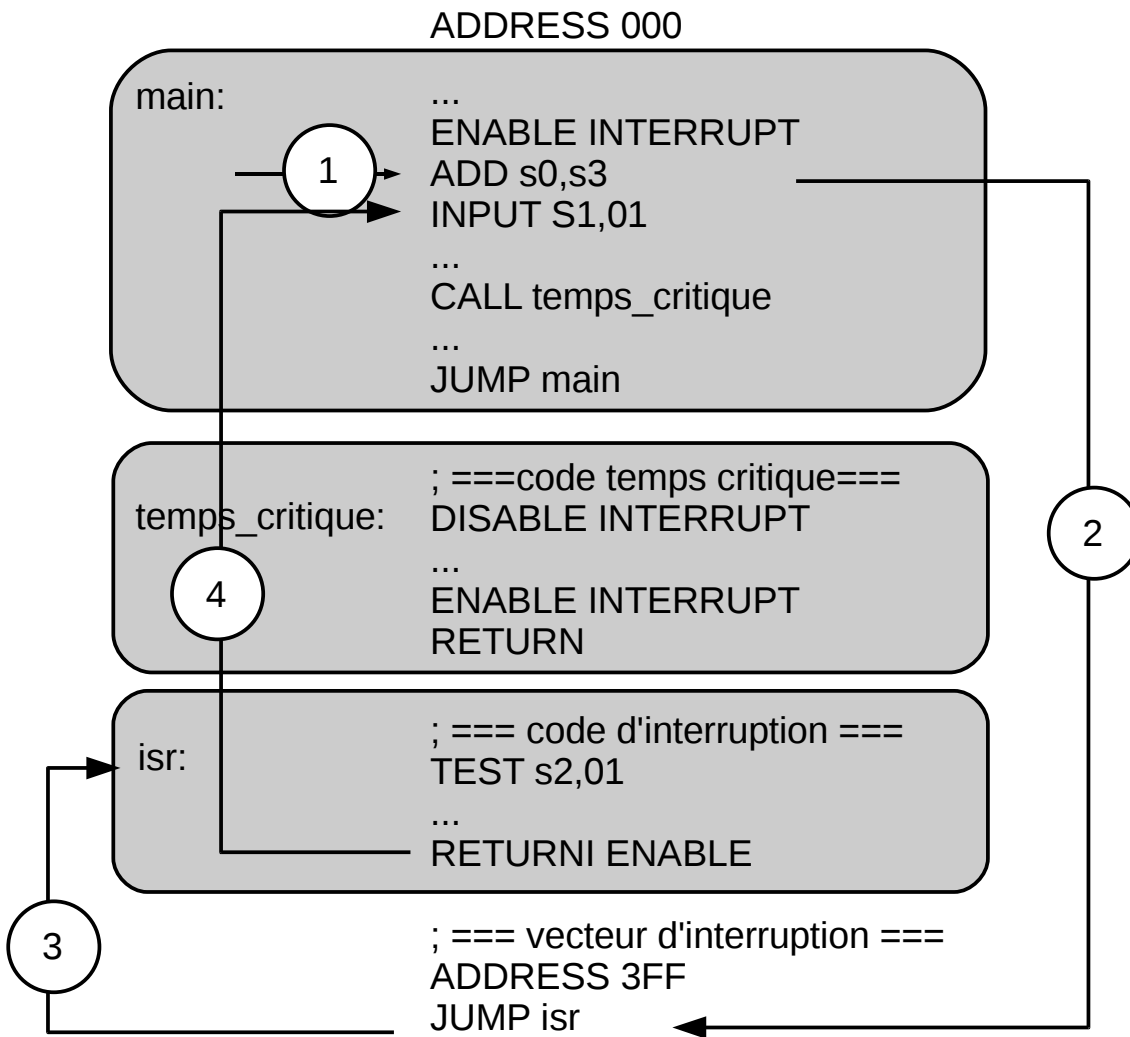 ADDRESS 000
main:
...
ENABLE INTERRUPT
1
ADD s0,s3
INPUT S1,01
...
CALL temps_critique
...
JUMP main
; ===code temps critique===
temps_critique: DISABLE INTERRUPT
2
...
4
ENABLE INTERRUPT
RETURN
; === code d'interruption ===
isr:
TEST s2,01
...
RETURNI ENABLE
3
; === vecteur d'interruption ===
ADDRESS 3FF
JUMP isr